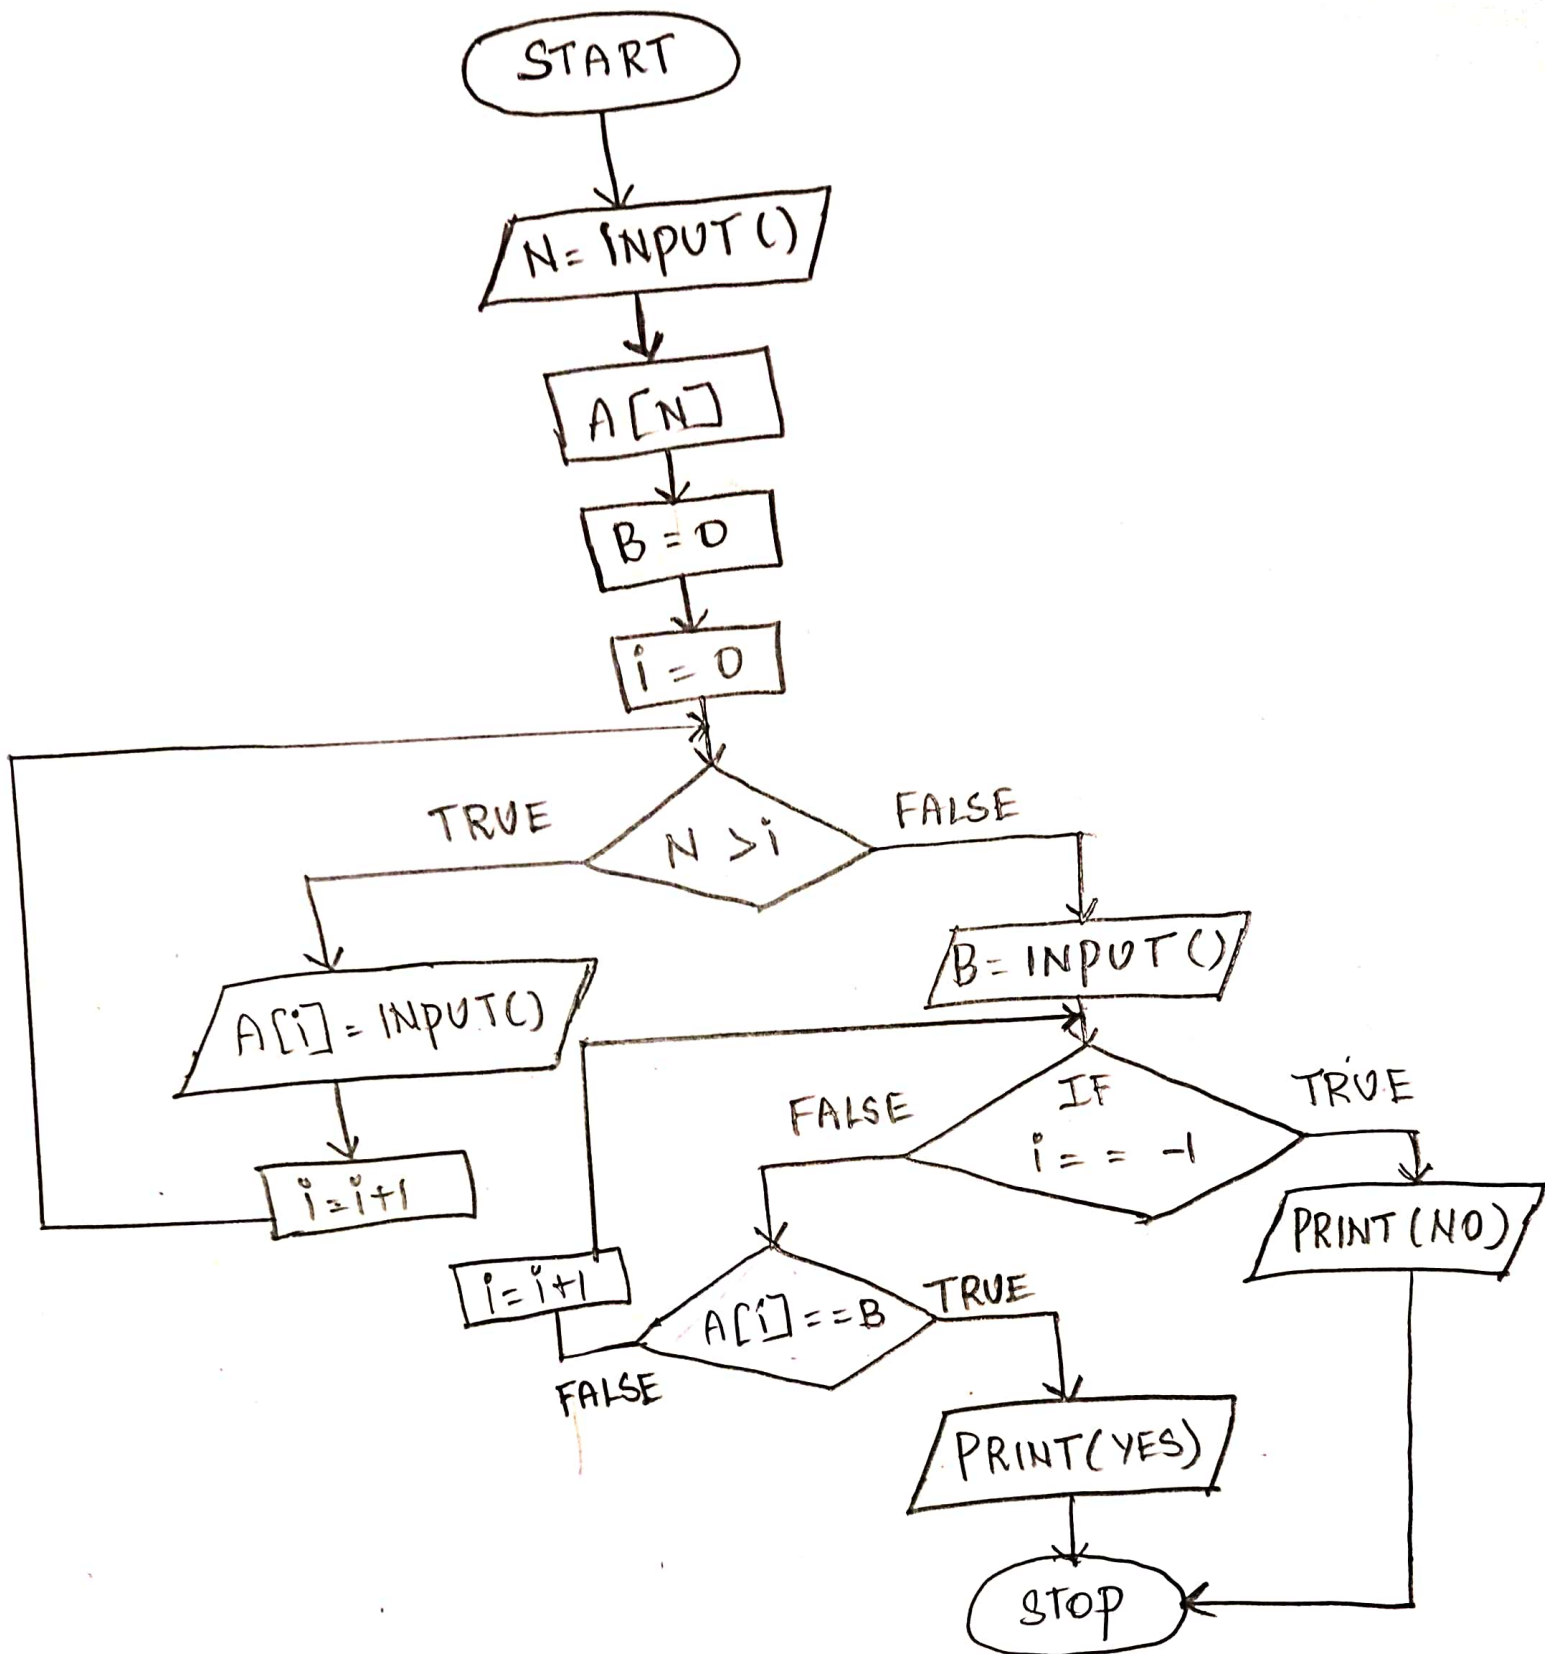 START
N= INPUT ()
A[N]
B = 0
i = 0
TRUE
N > i
FALSE
A[i] = INPUT()
i = i+1
B = INPUT ()
IF
i = = -1
FALSE
TRUE
PRINT (NO)
i = i+1
A[i] == B
TRUE
FALSE
PRINT (YES)
STOP